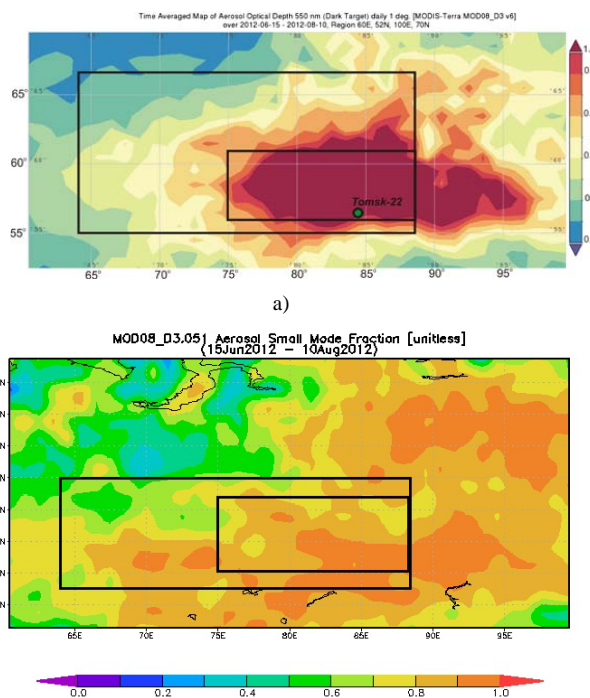 Time Averaged Map of Aerosol Optical Depth 550 nm (Dark Target) daily 1 deg. [MODIS-Terra MOD08_D3 v6]
over 2012-06-15 - 2012-08-10, Region 60E, 52N, 100E, 70N
65°
60°
Tomsk-22
55°
65° 70° 75° 80° 85° 90° 95°
a)
MOD08_D3.051 Aerosol Small Mode Fraction [unitless]
(15Jun2012 - 10Aug2012)
N
N
N
N
N
N
N
N
65E 70E 75E 80E 85E 90E 95E
0.0 0.2 0.4 0.6 0.8 1.0